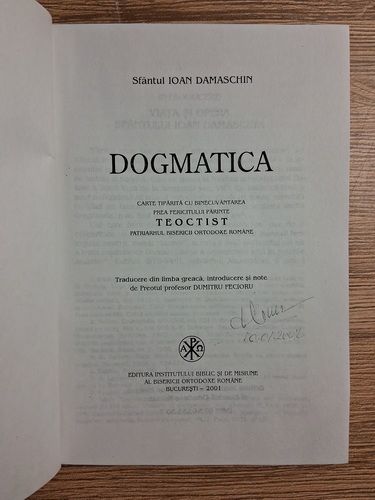 Sfântul IOAN DAMASCHIN
DOGMATICA
CARTE TIPĂRITĂ CU BINECUVÂNTAREA
PREA FERICITULUI PĂRINTE
TEOCTIST
PATRIARHUL BISERICII ORTODOXE ROMÂNE
Traducere din limba greacă, introducere și note
de Preotul profesor DUMITRU FECIORU
EDITURA INSTITUTULUI BIBLIC ȘI DE MISIUNE
AL BISERICII ORTODOXE ROMÂNE
BUCUREȘTI – 2001